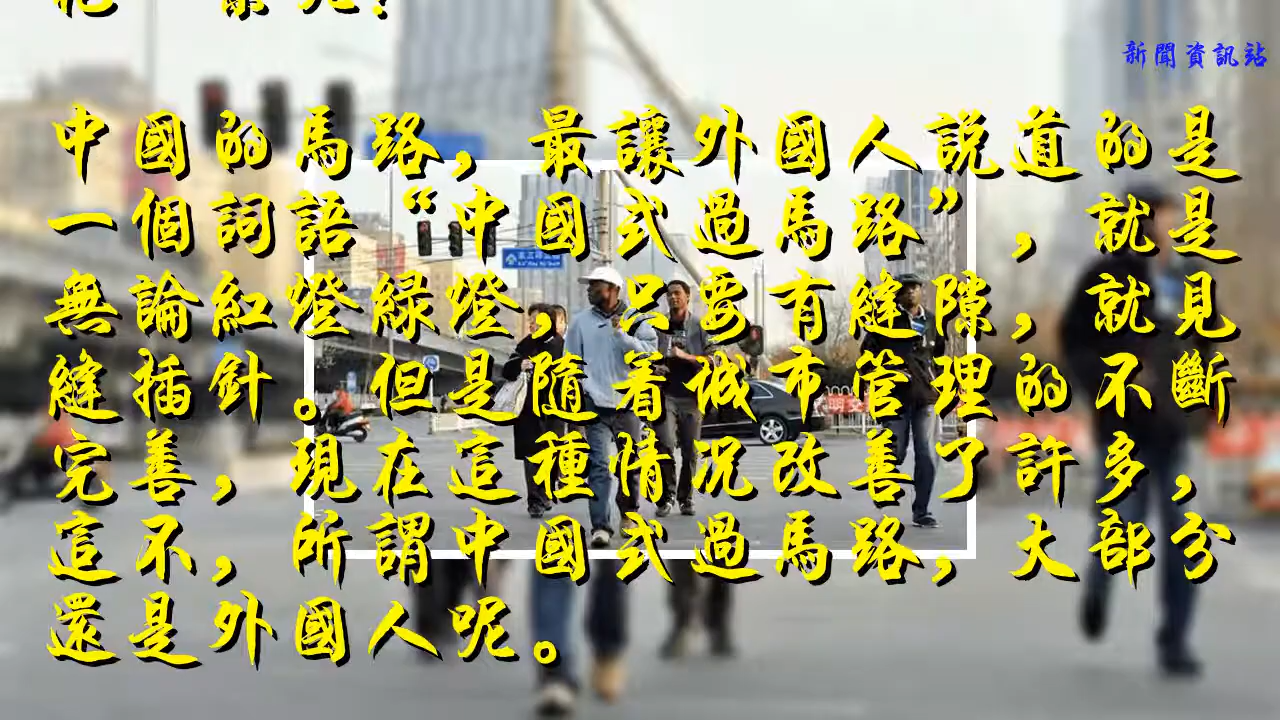 新聞資訊站
中國的馬路，最讓外國人説道的是
一個詞語“中國式過馬路”，就是
無論紅燈緑燈，只要有縫隙，就見
縫插針。但是隨着城市管理的不斷
完善，現在這種情况改善了許多，
這不，所謂中國式過馬路，大部分
還是外國人呢。